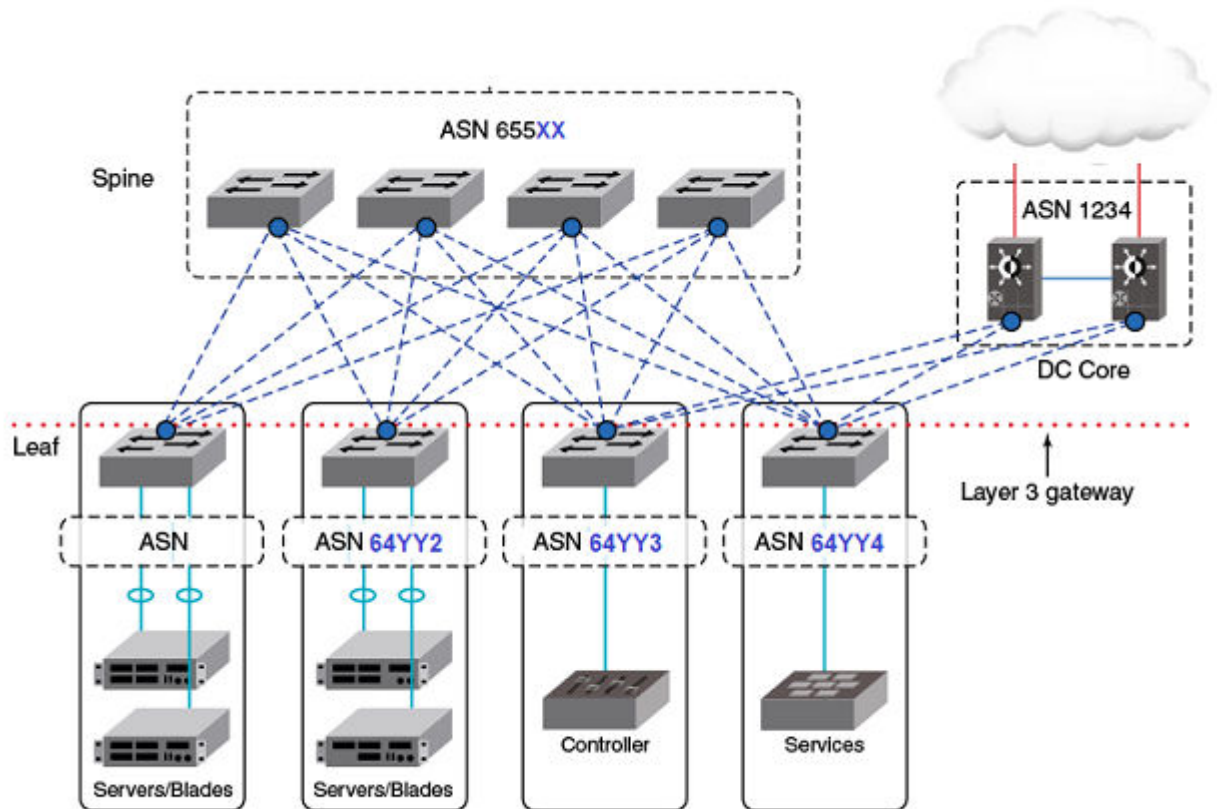 ASN 655XX
Spine
ASN 1234
DC Core
Leaf
Layer 3 gateway
ASN
ASN 64YY2
ASN 64YY3
ASN 64YY4
Servers/Blades
Servers/Blades
Controller
Services